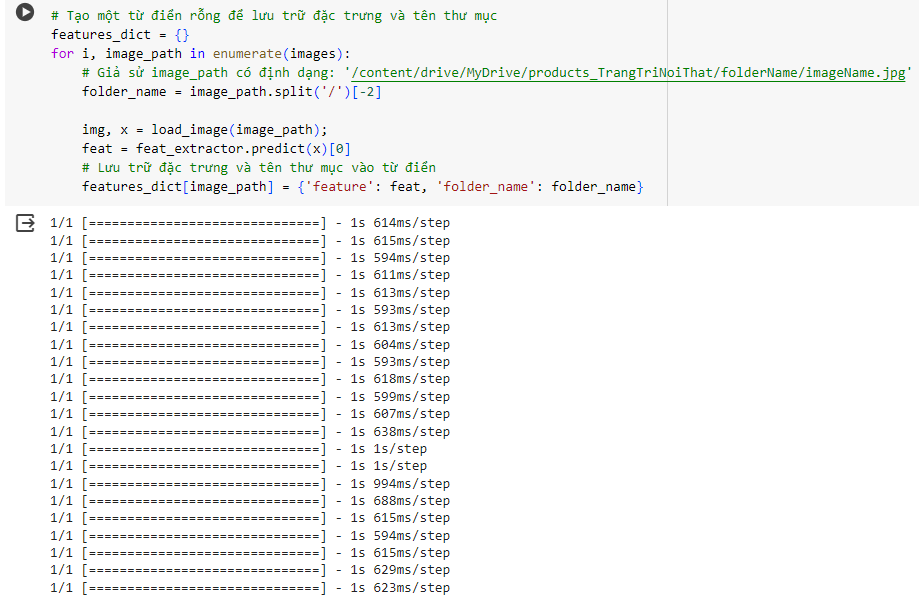 # Tạo một từ điển rỗng để lưu trữ đặc trưng và tên thư mục
features_dict = {}
for i, image_path in enumerate(images):
    # Giả sử image_path có định dạng: '/content/drive/MyDrive/products_TrangTriNoiThat/folderName/imageName.jpg'
    folder_name = image_path.split('/')[-2]
    img, x = load_image(image_path);
    feat = feat_extractor.predict(x)[0]
    # Lưu trữ đặc trưng và tên thư mục vào từ điển
    features_dict[image_path] = {'feature': feat, 'folder_name': folder_name}
1/1 [==============================] - 1s 614ms/step
1/1 [==============================] - 1s 615ms/step
1/1 [==============================] - 1s 594ms/step
1/1 [==============================] - 1s 611ms/step
1/1 [==============================] - 1s 613ms/step
1/1 [==============================] - 1s 593ms/step
1/1 [==============================] - 1s 613ms/step
1/1 [==============================] - 1s 604ms/step
1/1 [==============================] - 1s 593ms/step
1/1 [==============================] - 1s 618ms/step
1/1 [==============================] - 1s 599ms/step
1/1 [==============================] - 1s 607ms/step
1/1 [==============================] - 1s 638ms/step
1/1 [==============================] - 1s 1s/step
1/1 [==============================] - 1s 1s/step
1/1 [==============================] - 1s 994ms/step
1/1 [==============================] - 1s 688ms/step
1/1 [==============================] - 1s 615ms/step
1/1 [==============================] - 1s 594ms/step
1/1 [==============================] - 1s 615ms/step
1/1 [==============================] - 1s 629ms/step
1/1 [==============================] - 1s 623ms/step